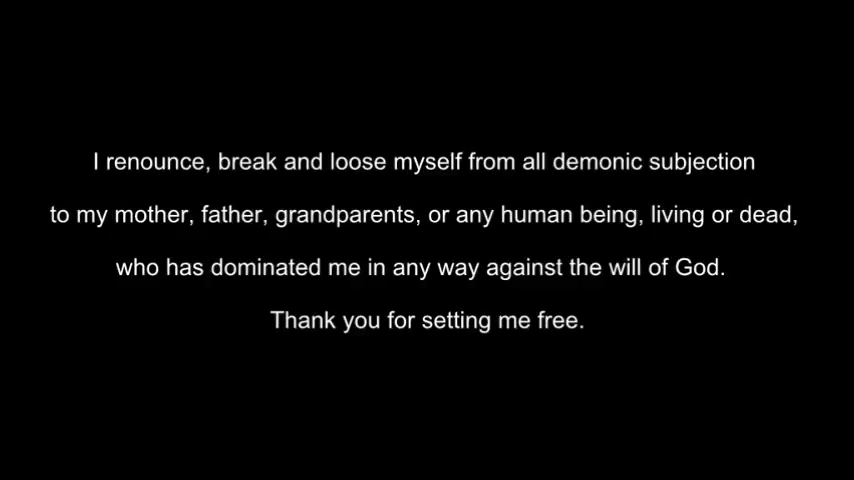 I renounce, break and loose myself from all demonic subjection
to my mother, father, grandparents, or any human being, living or dead,
who has dominated me in any way against the will of God.
Thank you for setting me free.